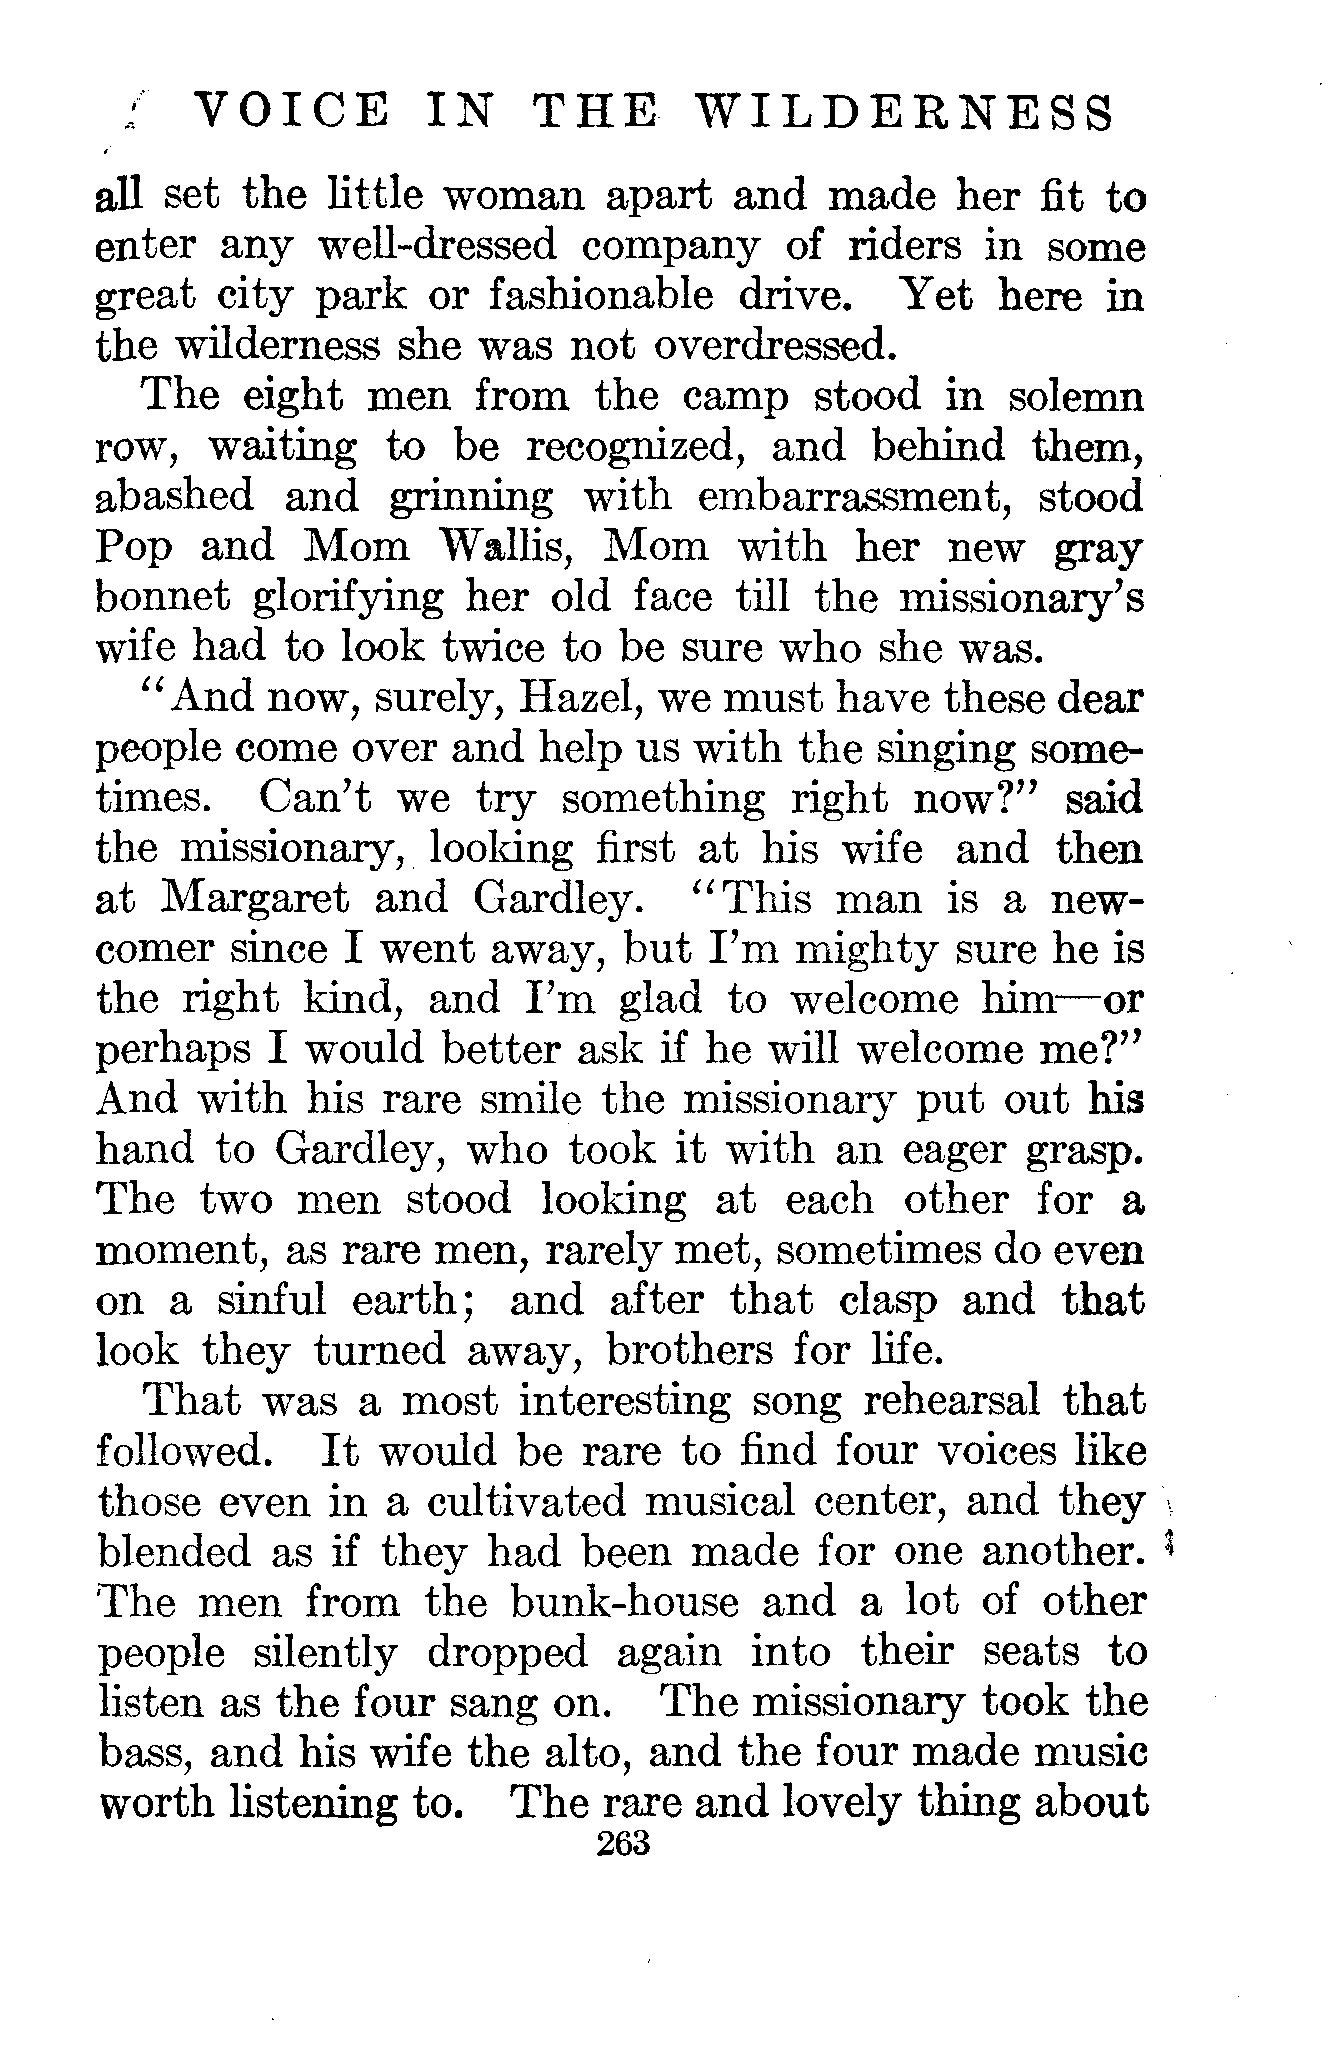 VOICE IN THE WILDERNESS
all set the little woman apart and made her fit to
enter any well-dressed company of riders in some
great city park or fashionable drive. Yet here in
the wilderness she was not overdressed.
The eight men from the camp stood in solemn
row, waiting to be recognized, and behind them,
abashed and grinning with embarrassment, stood
Pop and Mom Wallis, Mom with her new gray
bonnet glorifying her old face till the missionary's
wife had to look twice to be sure who she was.
"And now, surely, Hazel, we must have these dear
people come over and help us with the singing some-
times. Can't we try something right now?" said
the missionary, looking first at his wife and then
at Margaret and Gardley. "This man is a new-
comer since I went away, but I'm mighty sure he is
the right kind, and I'm glad to welcome him—or
perhaps I would better ask if he will welcome me?"
And with his rare smile the missionary put out his
hand to Gardley, who took it with an eager grasp.
The two men stood looking at each other for a
moment, as rare men, rarely met, sometimes do even
on a sinful earth; and after that clasp and that
look they turned away, brothers for life.
That was a most interesting song rehearsal that
followed. It would be rare to find four voices like
those even in a cultivated musical center, and they
blended as if they had been made for one another.
The men from the bunk-house and a lot of other
people silently dropped again into their seats to
listen as the four sang on. The missionary took the
bass, and his wife the alto, and the four made music
worth listening to. The rare and lovely thing about
263